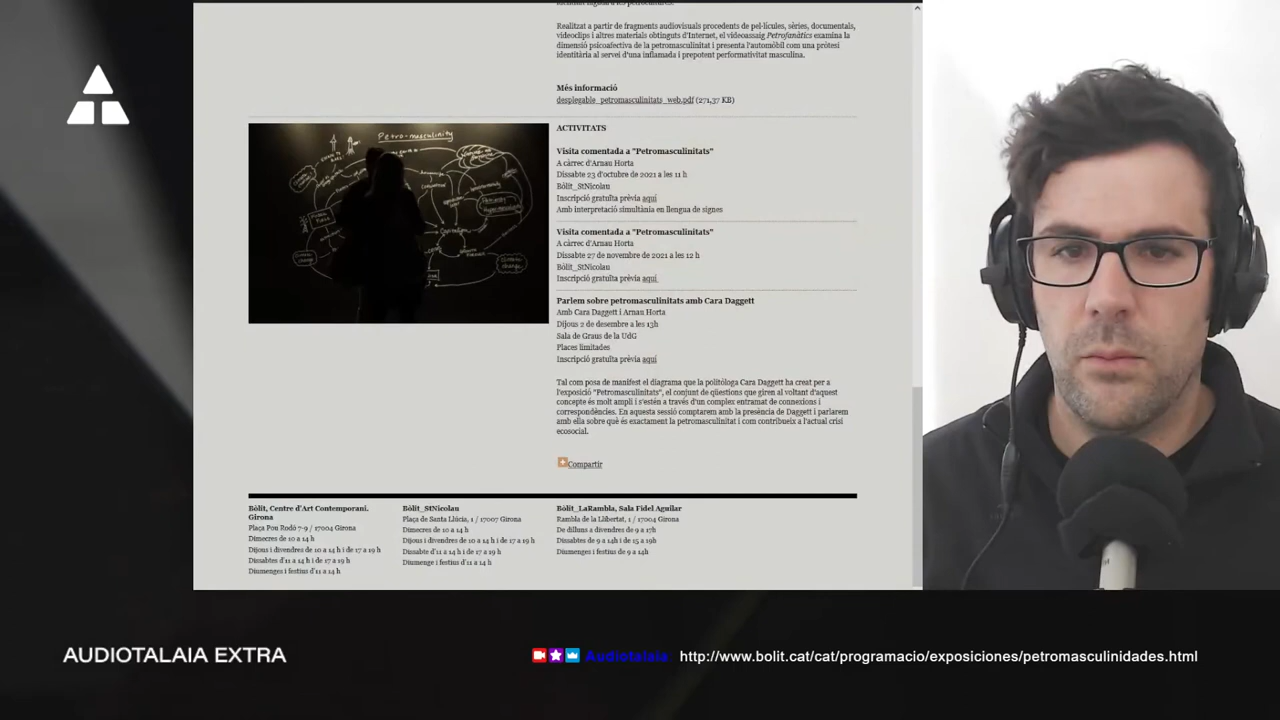 Realitzat a partir de fragments audiovisuals procedents de pel·lícules, sèries, documentals,
videoclips i altres materials obtinguts d'Internet, el videoassaig Petrofanàtics examina la
dimensió psicoafectiva de la petromasculinitat i presenta l'automòbil com una pròtesi
identitària al servei d'una inflamada i prepotent performativitat masculina.
Més informació
desplegable_petromasculinitats_web.pdf (271,37 KB)
Petro-masculinity
ACTIVITATS
Visita comentada a "Petromasculinitats"
A càrrec d'Arnau Horta
Dissabte 23 d'octubre de 2021 a les 11 h
Bòlit_StNicolau
Inscripció gratuïta prèvia aquí
Amb interpretació simultània en llengua de signes
Visita comentada a "Petromasculinitats"
A càrrec d'Arnau Horta
Dissabte 27 de novembre de 2021 a les 12 h
Bòlit_StNicolau
Inscripció gratuïta prèvia aquí
Parlem sobre petromasculinitats amb Cara Daggett
Amb Cara Daggett i Arnau Horta
Dijous 2 de desembre a les 13h
Sala de Graus de la UdG
Places limitades
Inscripció gratuïta prèvia aquí
Tal com posa de manifest el diagrama que la politòloga Cara Daggett ha creat per a
l'exposició "Petromasculinitats", el conjunt de qüestions que giren al voltant d'aquest
concepte és molt ampli i s'estén a través d'un complex entramat de connexions i
correspondències. En aquesta sessió comptarem amb la presència de Daggett i parlarem
amb ella sobre què és exactament la petromasculinitat i com contribueix a l'actual crisi
ecosocial.
Compartir
Bòlit, Centre d'Art Contemporani.
Girona
Plaça Pou Rodó 7-9 / 17004 Girona
Dimecres de 10 a 14 h
Dijous i divendres de 10 a 14 h i de 17 a 19 h
Dissabtes d'11 a 14 h i de 17 a 19 h
Diumenges i festius d'11 a 14 h
Bòlit_StNicolau
Plaça de Santa Llúcia, 1 / 17007 Girona
Dimecres de 10 a 14 h
Dijous i divendres de 10 a 14 h i de 17 a 19 h
Dissabte d'11 a 14 h i de 17 a 19 h
Diumenge i festius d'11 a 14 h
Bòlit_LaRambla, Sala Fidel Aguilar
Rambla de la Llibertat, 1 / 17004 Girona
De dilluns a divendres de 9 a 17h
Dissabtes de 9 a 14h i de 15 a 19h
Diumenges i festius de 9 a 14h
AUDIOTALAIA EXTRA
Audiotalaia
http://www.bolit.cat/cat/programacio/exposiciones/petromasculinidades.html